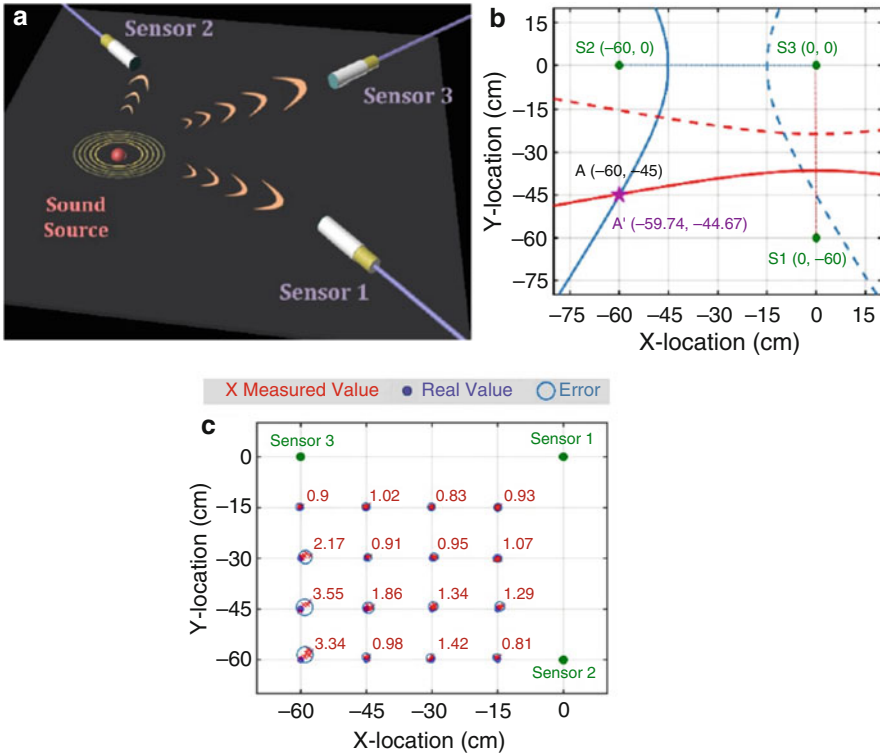 a
Sensor 2
Sensor 3
Sound
Source
Sensor 1
b
15
0
−15
−30
−45
−60
−75
Y-location (cm)
S2 (−60, 0)
S3 (0, 0)
A (−60, −45)
A' (−59.74, −44.67)
S1 (0, −60)
−75 −60 −45 −30 −15 0 15
X-location (cm)
X Measured Value Real Value Error
c
Sensor 3
Sensor 1
0
−15
−30
−45
−60
Y-location (cm)
0.9 1.02 0.83 0.93
2.17 0.91 0.95 1.07
3.55 1.86 1.34 1.29
3.34 0.98 1.42 0.81
Sensor 2
−60 −45 −30 −15 0
X-location (cm)